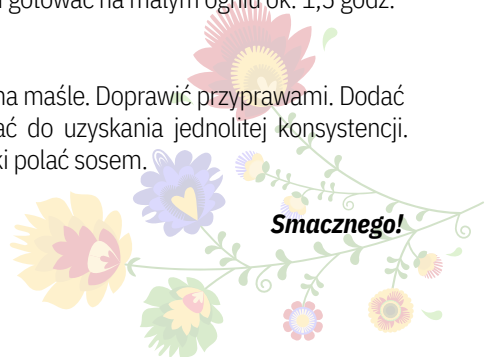 gotować na małym ogniu ok. 1,5 godz.
na maśle. Doprawić przyprawami. Dodać
ać do uzyskania jednolitej konsystencji.
ki polać sosem.
Smacznego!